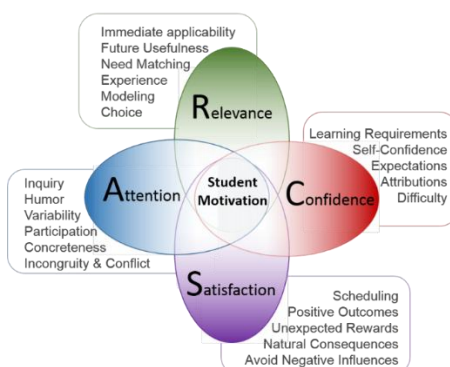 Immediate applicability
Future Usefulness
Need Matching
Experience
Modeling
Choice
Relevance
Learning Requirements
Self-Confidence
Expectations
Attributions
Difficulty
Inquiry
Humor
Variability
Participation
Concreteness
Incongruity & Conflict
Attention
Student
Motivation
Confidence
Satisfaction
Scheduling
Positive Outcomes
Unexpected Rewards
Natural Consequences
Avoid Negative Influences